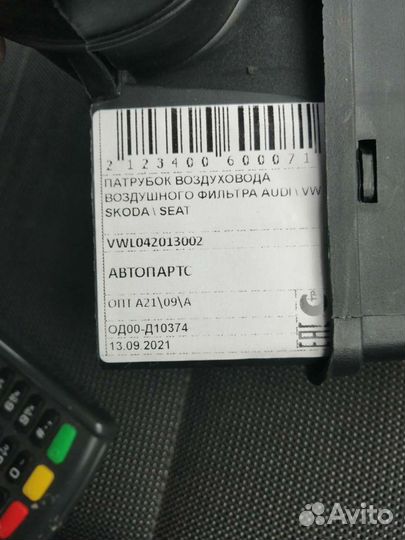 2 123400 600071
ПАТРУБОК ВОЗДУХОВОДА
ВОЗДУШНОГО ФИЛЬТРА AUDI \ VW
SKODA \ SEAT
VWL042013002
АВТОПАРТС
ОПТ А21\09\А
ОД00-Д10374
13.09.2021
EAC
Avito